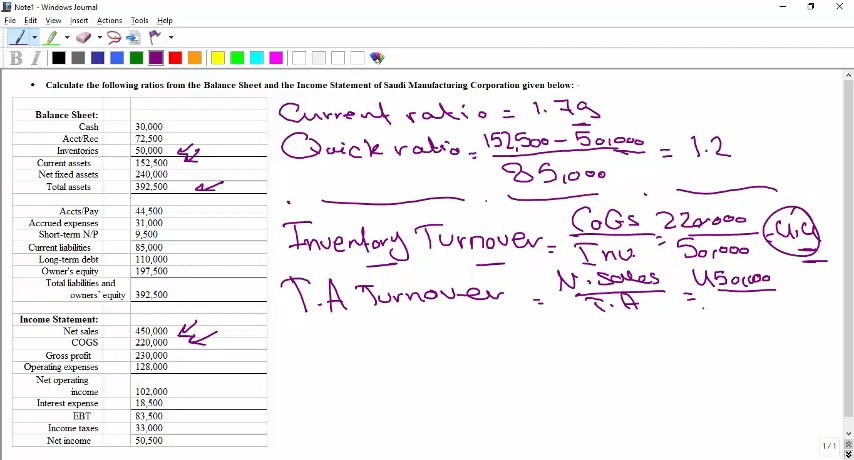 Note1 - Windows Journal
File Edit View Insert Actions Tools Help
B I
• Calculate the following ratios from the Balance Sheet and the Income Statement of Saudi Manufacturing Corporation given below: -
Balance Sheet:
Cash 30,000
Acct/Rec 72,500
Inventories 50,000
Current assets 152,500
Net fixed assets 240,000
Total assets 392,500
Accts/Pay 44,500
Accrued expenses 31,000
Short-term N/P 9,500
Current liabilities 85,000
Long-term debt 110,000
Owner's equity 197,500
Total liabilities and
owners' equity 392,500
Income Statement:
Net sales 450,000
COGS 220,000
Gross profit 230,000
Operating expenses 128,000
Net operating
income 102,000
Interest expense 18,500
EBT 83,500
Income taxes 33,000
Net income 50,500
Current ratio = 1.79
Quick ratio = 152,500 - 50,000 / 85,000 = 1.2
Inventory Turnover = CoGS / Inv. = 220,000 / 50,000 = 4.4
T.A Turnover = N. sales / T.A = 450,000
1/1